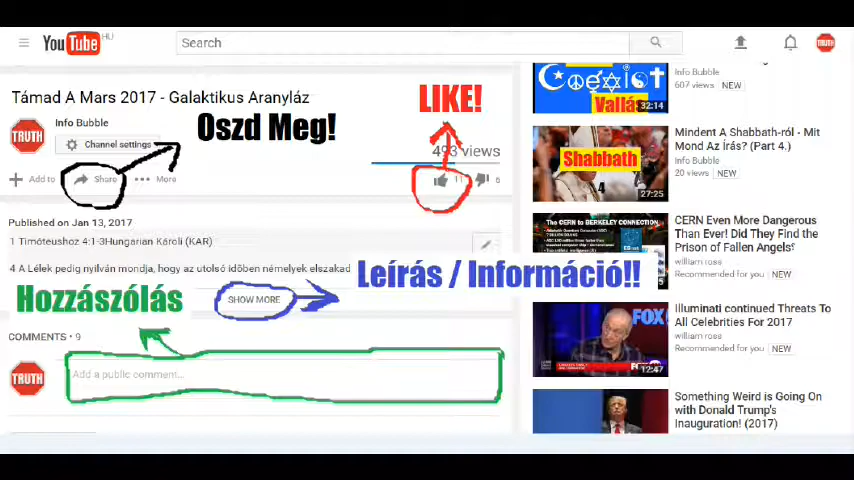 YouTube HU
Search
Támad A Mars 2017 - Galaktikus Aranyláz
Info Bubble
TRUTH
Channel settings
Oszd Meg!
LIKE!
493 views
Add to
Share
More
11
6
Published on Jan 13, 2017
1 Timóteushoz 4:1-3Hungarian Károli (KAR)
4 A Lélek pedig nyilván mondja, hogy az utolsó időben némelyek elszakad
Leírás / Információ!!
Hozzászólás
SHOW MORE
COMMENTS • 9
TRUTH
Add a public comment...
TRUTH
Coexist
Vallá
32:14
Info Bubble
607 views NEW
Shabbath
4
27:25
Mindent A Shabbath-ról - Mit
Mond Az Írás? (Part 4.)
Info Bubble
20 views NEW
The CERN to BERKELEY CONNECTION
CERN Even More Dangerous
Than Ever! Did They Find the
Prison of Fallen Angels
william ross
Recommended for you NEW
FOX
12:47
Illuminati continued Threats To
All Celebrities For 2017
william ross
Recommended for you NEW
Something Weird is Going On
with Donald Trump's
Inauguration! (2017)